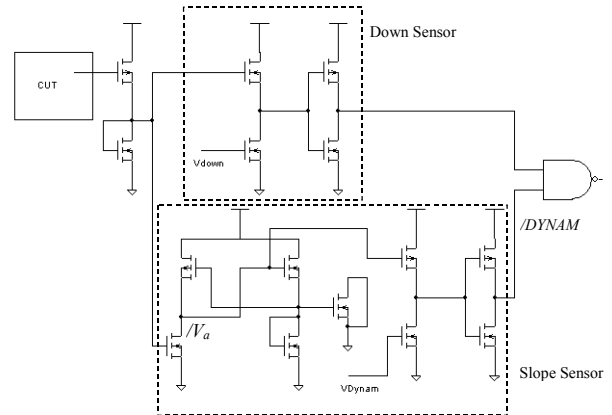 Down Sensor
CUT
Vdown
/DYNAM
/Va
VDynam
Slope Sensor